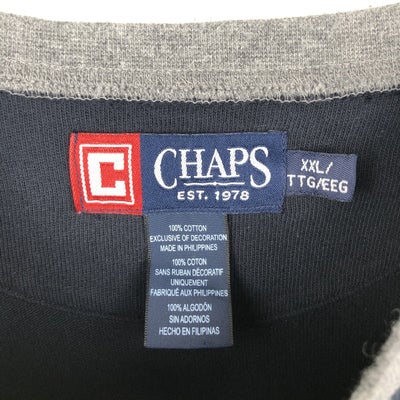 C
CHAPS
EST. 1978
XXL/
TTG/EEG
100% COTTON
EXCLUSIVE OF DECORATION
MADE IN PHILIPPINES
100% COTON
SANS RUBAN DÉCORATIF
UNIQUEMENT
FABRIQUÉ AUX PHILIPPINES
100% ALGODÓN
SIN ADORNOS
HECHO EN FILIPINAS